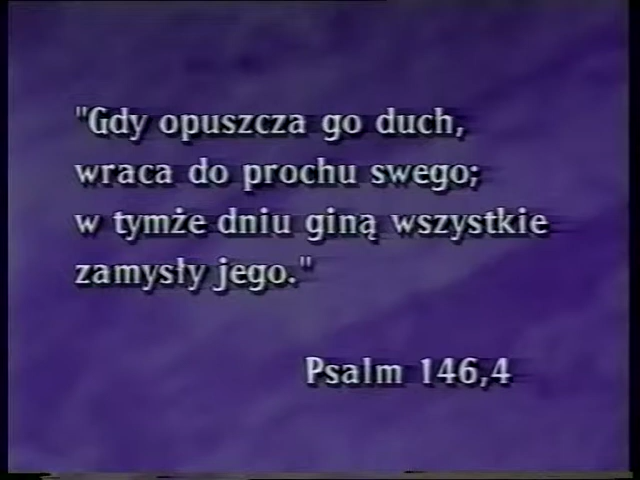 "Gdy opuszcza go duch,
wraca do prochu swego;
w tymże dniu giną wszystkie
zamysły jego."
Psalm 146,4